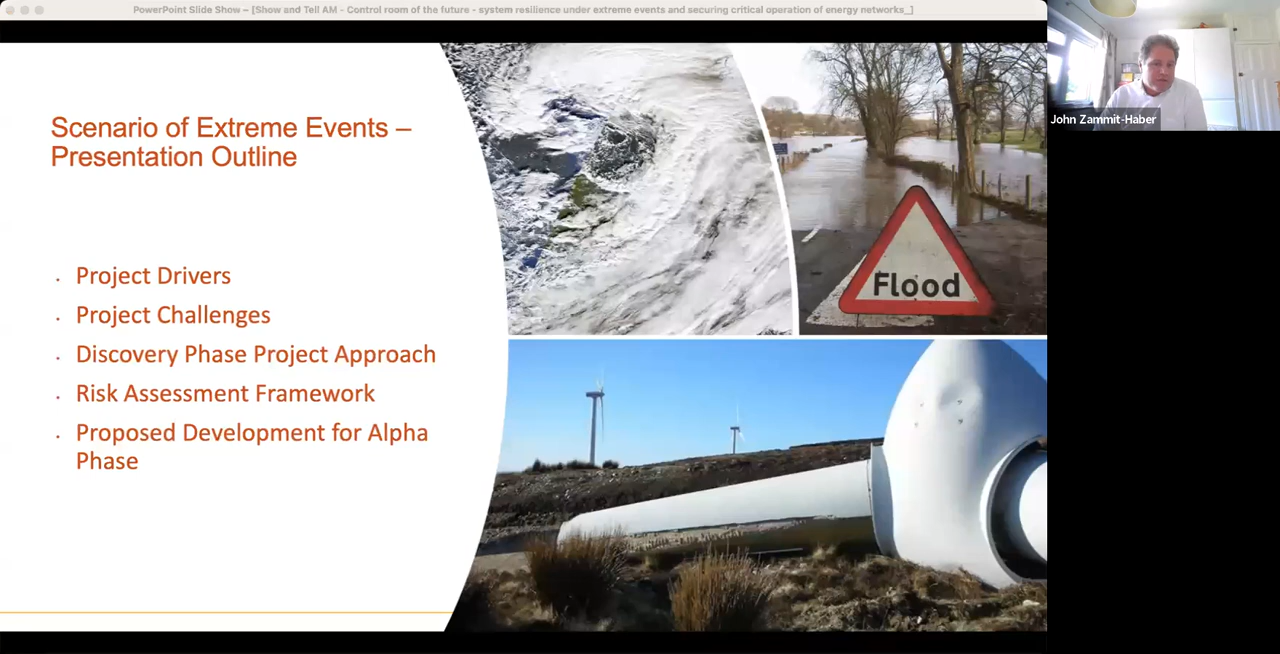 PowerPoint Slide Show – [Show and Tell AM - Control room of the future - system resilience under extreme events and securing critical operation of energy networks_]
John Zammit-Haber
Scenario of Extreme Events –
Presentation Outline
Flood
• Project Drivers
• Project Challenges
• Discovery Phase Project Approach
• Risk Assessment Framework
• Proposed Development for Alpha
Phase